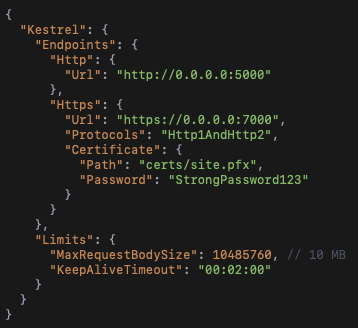 {
  "Kestrel": {
    "Endpoints": {
      "Http": {
        "Url": "http://0.0.0.0:5000"
      },
      "Https": {
        "Url": "https://0.0.0.0:7000",
        "Protocols": "Http1AndHttp2",
        "Certificate": {
          "Path": "certs/site.pfx",
          "Password": "StrongPassword123"
        }
      }
    },
    "Limits": {
      "MaxRequestBodySize": 10485760, // 10 MB
      "KeepAliveTimeout": "00:02:00"
    }
  }
}